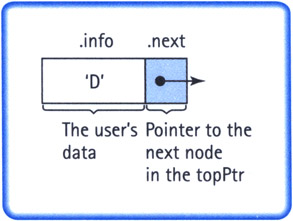 .info .next
'D'
The user's Pointer to the
data next node
in the topPtr